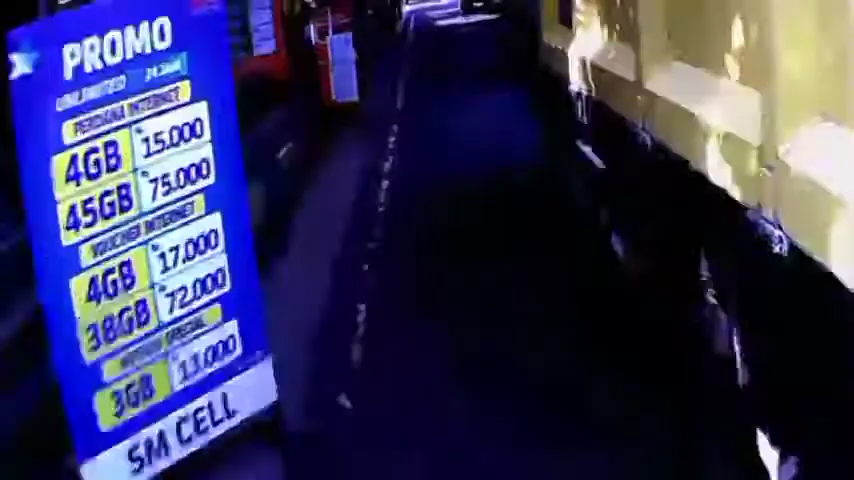 PROMO
UNLIMITED
PERDANA INTERNET
4GB 15.000
45GB 75.000
VOUCHER INTERNET
4GB 17.000
38GB 72.000
SPECIAL
3GB 13.000
SM CELL